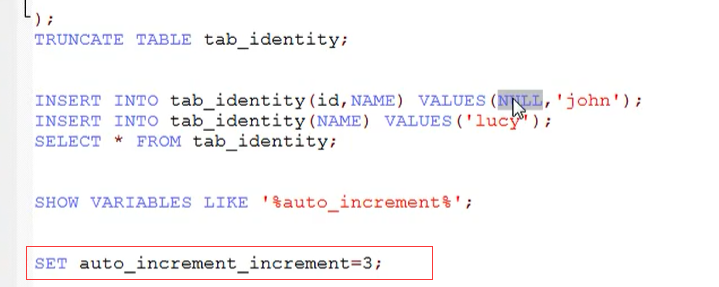 );
TRUNCATE TABLE tab_identity;
INSERT INTO tab_identity(id,NAME) VALUES(NULL,'john');
INSERT INTO tab_identity(NAME) VALUES('lucy');
SELECT * FROM tab_identity;
SHOW VARIABLES LIKE '%auto_increment%';
SET auto_increment_increment=3;